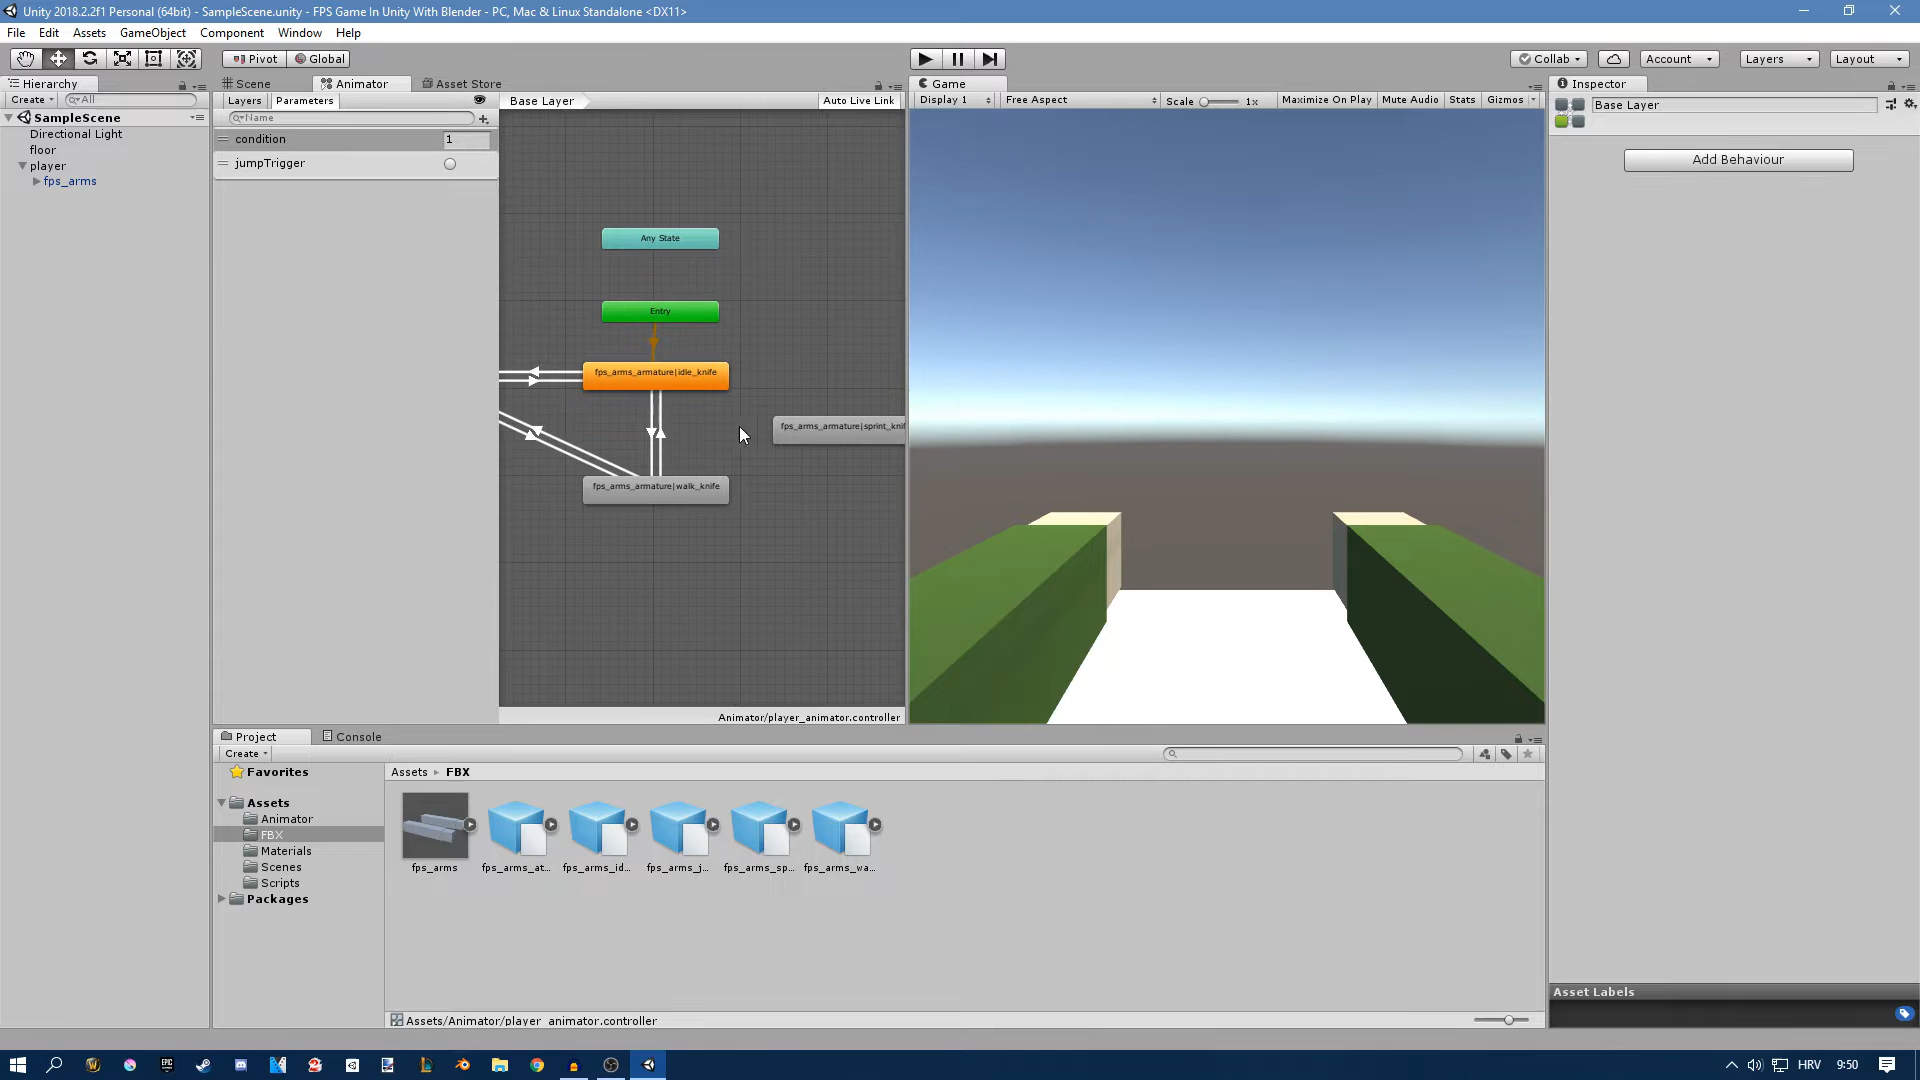 Unity 2018.2.2f1 Personal (64bit) - SampleScene.unity - FPS Game In Unity With Blender - PC, Mac & Linux Standalone <DX11>
File Edit Assets GameObject Component Window Help
Pivot Global Collab Account Layers Layout
Hierarchy Scene Animator Asset Store Game Inspector
Create All Layers Parameters Base Layer Auto Live Link Display 1 Free Aspect Scale 1x Maximize On Play Mute Audio Stats Gizmos Base Layer
SampleScene Name
Directional Light condition 1
floor
player jumpTrigger Add Behaviour
fps_arms
Any State
Entry
fps_arms_armature|idle_knife
fps_arms_armature|sprint_knif
fps_arms_armature|walk_knife
Animator/player_animator.controller
Project Console
Create
Favorites Assets FBX
Assets
Animator
FBX
Materials
Scenes
Scripts
Packages
fps_arms fps_arms_at... fps_arms_id... fps_arms_j... fps_arms_sp... fps_arms_wa...
Asset Labels
Assets/Animator/player_animator.controller
HRV 9:50